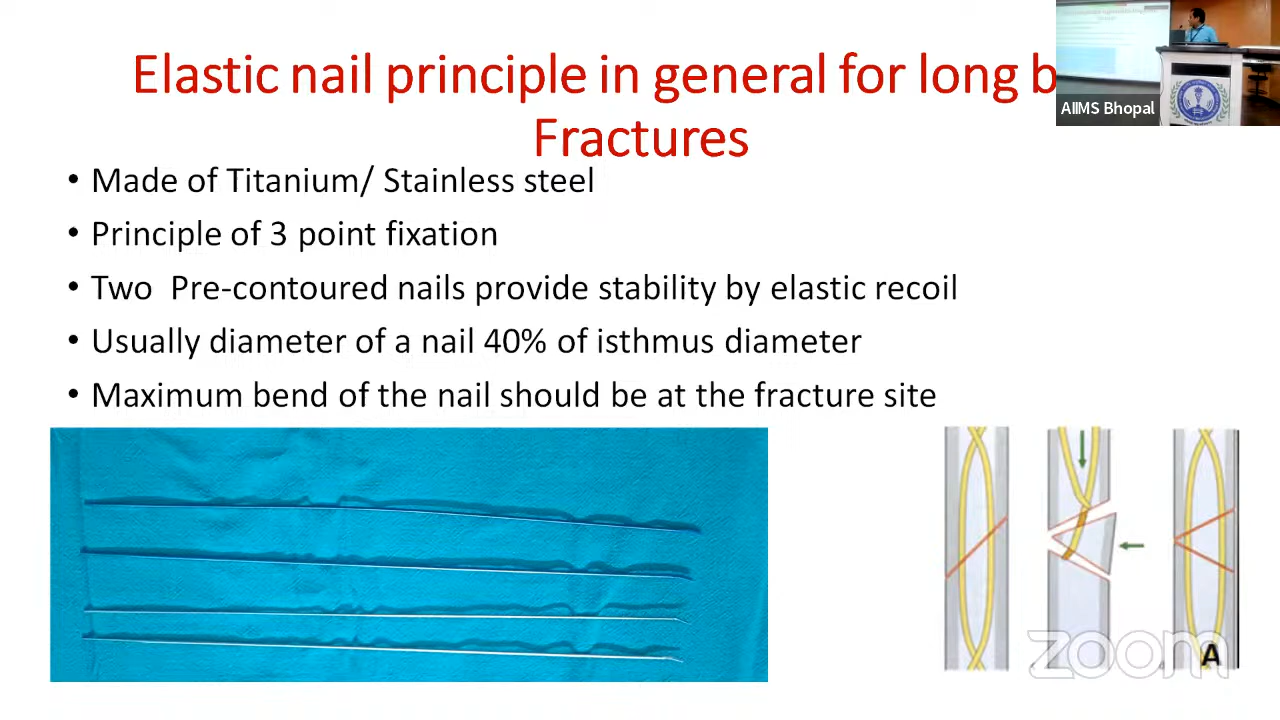 Elastic nail principle in general for long b
Fractures
AIIMS Bhopal
• Made of Titanium/ Stainless steel
• Principle of 3 point fixation
• Two Pre-contoured nails provide stability by elastic recoil
• Usually diameter of a nail 40% of isthmus diameter
• Maximum bend of the nail should be at the fracture site
zoom
A